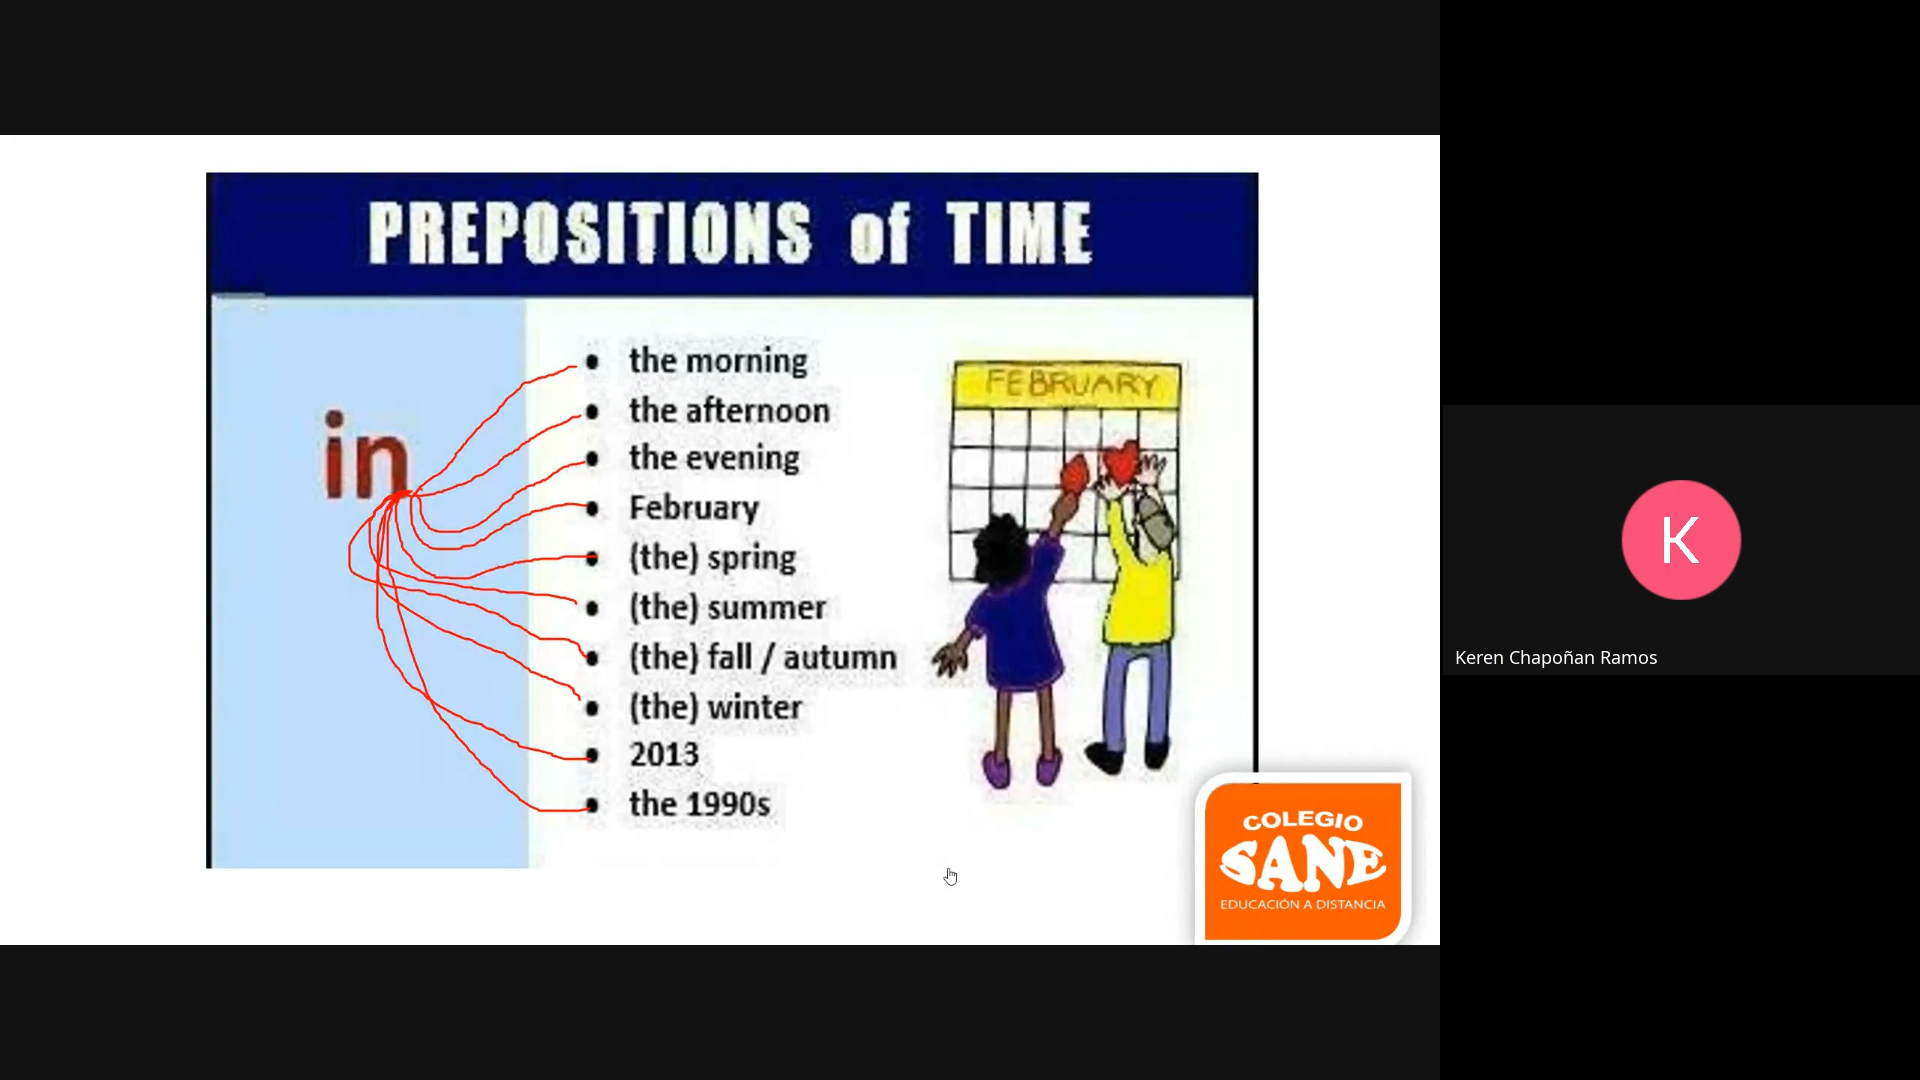 PREPOSITIONS of TIME
in
• the morning
• the afternoon
• the evening
• February
• (the) spring
• (the) summer
• (the) fall / autumn
• (the) winter
• 2013
• the 1990s
FEBRUARY
COLEGIO
SANE
EDUCACIÓN A DISTANCIA
K
Keren Chapoñan Ramos